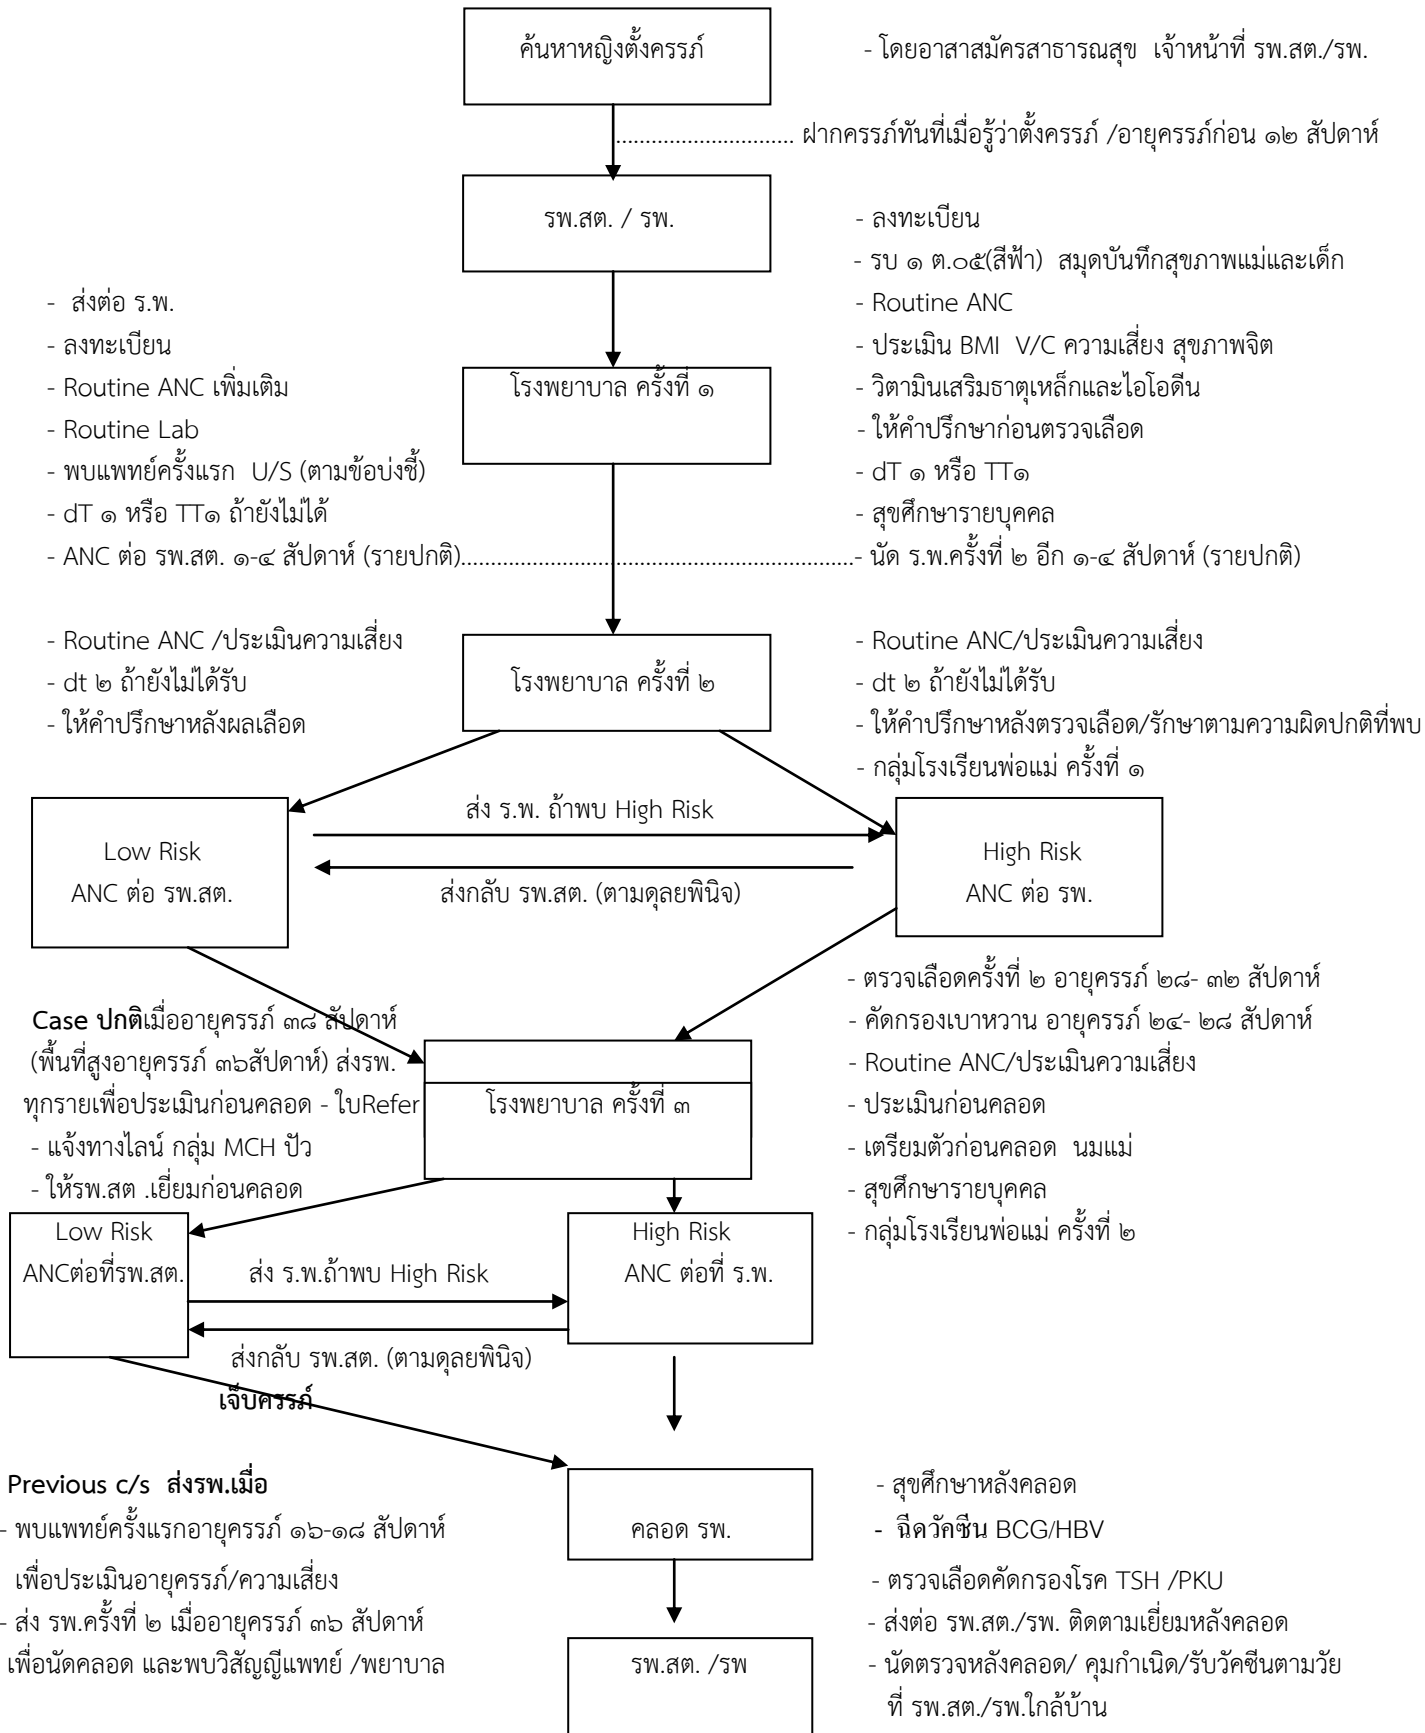 ค้นหาหญิงตั้งครรภ์
- โดยอาสาสมัครสาธารณสุข เจ้าหน้าที่ รพ.สต./รพ.
............................. ฝากครรภ์ทันทีเมื่อรู้ว่าตั้งครรภ์ /อายุครรภ์ก่อน ๑๒ สัปดาห์
รพ.สต. / รพ.
- ลงทะเบียน
- รบ ๑ ต.๐๕(สีฟ้า) สมุดบันทึกสุขภาพแม่และเด็ก
- Routine ANC
- ประเมิน BMI V/C ความเสี่ยง สุขภาพจิต
- วิตามินเสริมธาตุเหล็กและไอโอดีน
- ให้คำปรึกษาก่อนตรวจเลือด
- dT ๑ หรือ TT๑
- สุขศึกษารายบุคคล
- นัด ร.พ.ครั้งที่ ๒ อีก ๑-๔ สัปดาห์ (รายปกติ)
- ส่งต่อ ร.พ.
- ลงทะเบียน
- Routine ANC เพิ่มเติม
- Routine Lab
- พบแพทย์ครั้งแรก U/S (ตามข้อบ่งชี้)
- dT ๑ หรือ TT๑ ถ้ายังไม่ได้
- ANC ต่อ รพ.สต. ๑-๔ สัปดาห์ (รายปกติ)................................................................
โรงพยาบาล ครั้งที่ ๑
- Routine ANC /ประเมินความเสี่ยง
- dt ๒ ถ้ายังไม่ได้รับ
- ให้คำปรึกษาหลังผลเลือด
โรงพยาบาล ครั้งที่ ๒
- Routine ANC/ประเมินความเสี่ยง
- dt ๒ ถ้ายังไม่ได้รับ
- ให้คำปรึกษาหลังตรวจเลือด/รักษาตามความผิดปกติที่พบ
- กลุ่มโรงเรียนพ่อแม่ ครั้งที่ ๑
Low Risk
ANC ต่อ รพ.สต.
ส่ง ร.พ. ถ้าพบ High Risk
ส่งกลับ รพ.สต. (ตามดุลยพินิจ)
High Risk
ANC ต่อ รพ.
Case ปกติเมื่ออายุครรภ์ ๓๘ สัปดาห์
(พื้นที่สูงอายุครรภ์ ๓๖สัปดาห์) ส่งรพ.
ทุกรายเพื่อประเมินก่อนคลอด - ใบRefer
- แจ้งทางไลน์ กลุ่ม MCH ปัว
- ให้รพ.สต .เยี่ยมก่อนคลอด
โรงพยาบาล ครั้งที่ ๓
- ตรวจเลือดครั้งที่ ๒ อายุครรภ์ ๒๘- ๓๒ สัปดาห์
- คัดกรองเบาหวาน อายุครรภ์ ๒๔- ๒๘ สัปดาห์
- Routine ANC/ประเมินความเสี่ยง
- ประเมินก่อนคลอด
- เตรียมตัวก่อนคลอด นมแม่
- สุขศึกษารายบุคคล
- กลุ่มโรงเรียนพ่อแม่ ครั้งที่ ๒
Low Risk
ANCต่อที่รพ.สต.
ส่ง ร.พ.ถ้าพบ High Risk
ส่งกลับ รพ.สต. (ตามดุลยพินิจ)
High Risk
ANC ต่อที่ ร.พ.
เจ็บครรภ์
Previous c/s ส่งรพ.เมื่อ
- พบแพทย์ครั้งแรกอายุครรภ์ ๑๖-๑๘ สัปดาห์
เพื่อประเมินอายุครรภ์/ความเสี่ยง
- ส่ง รพ.ครั้งที่ ๒ เมื่ออายุครรภ์ ๓๖ สัปดาห์
เพื่อนัดคลอด และพบวิสัญญีแพทย์ /พยาบาล
คลอด รพ.
- สุขศึกษาหลังคลอด
- ฉีดวัคซีน BCG/HBV
- ตรวจเลือดคัดกรองโรค TSH /PKU
- ส่งต่อ รพ.สต./รพ. ติดตามเยี่ยมหลังคลอด
- นัดตรวจหลังคลอด/ คุมกำเนิด/รับวัคซีนตามวัย
ที่ รพ.สต./รพ.ใกล้บ้าน
รพ.สต. /รพ